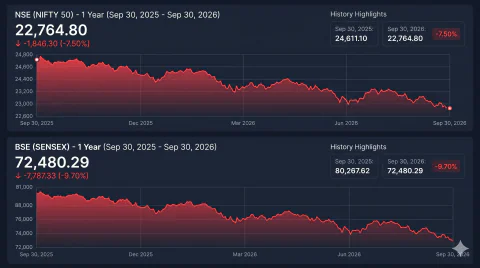 NSE (NIFTY 50) - 1 Year (Sep 30, 2025 - Sep 30, 2026)
22,764.80
↓ -1,846.30 (-7.50%)
History Highlights
Sep 30, 2025: Sep 30, 2026:
24,611.10 22,764.80 -7.50%
24,800
24,000
23,200
23,000
22,800
Sep 30, 2025 Dec 2025 Mar 2026 Jun 2026 Sep 30, 2026
BSE (SENSEX) - 1 Year (Sep 30, 2025 - Sep 30, 2026)
72,480.29
↓ -7,787.33 (-9.70%)
History Highlights
Sep 30, 2025: Sep 30, 2026:
80,267.62 72,480.29 -9.70%
81,000
78,000
76,000
74,000
72,000
Sep 30, 2025 Dec 2025 Mar 2026 Jun 2026 Sep 30, 2026